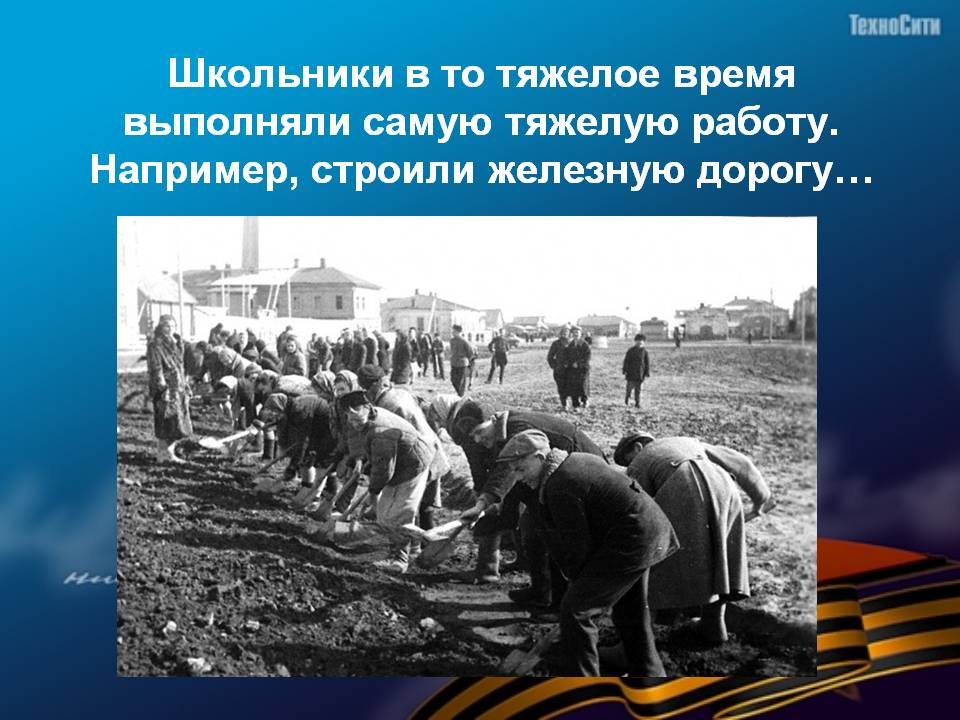 ТехноСити
Школьники в то тяжелое время
выполняли самую тяжелую работу.
Например, строили железную дорогу…